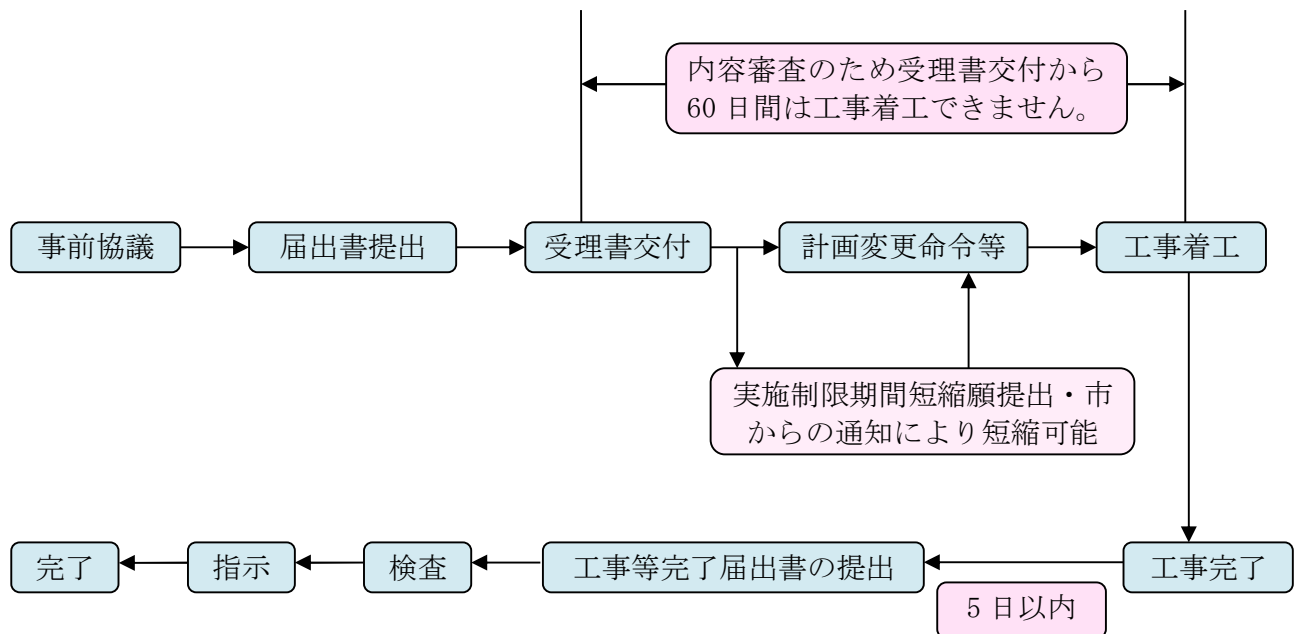 内容審査のため受理書交付から
60日間は工事着工できません。
事前協議
届出書提出
受理書交付
計画変更命令等
工事着工
実施制限期間短縮願提出・市
からの通知により短縮可能
完了
指示
検査
工事等完了届出書の提出
工事完了
5日以内